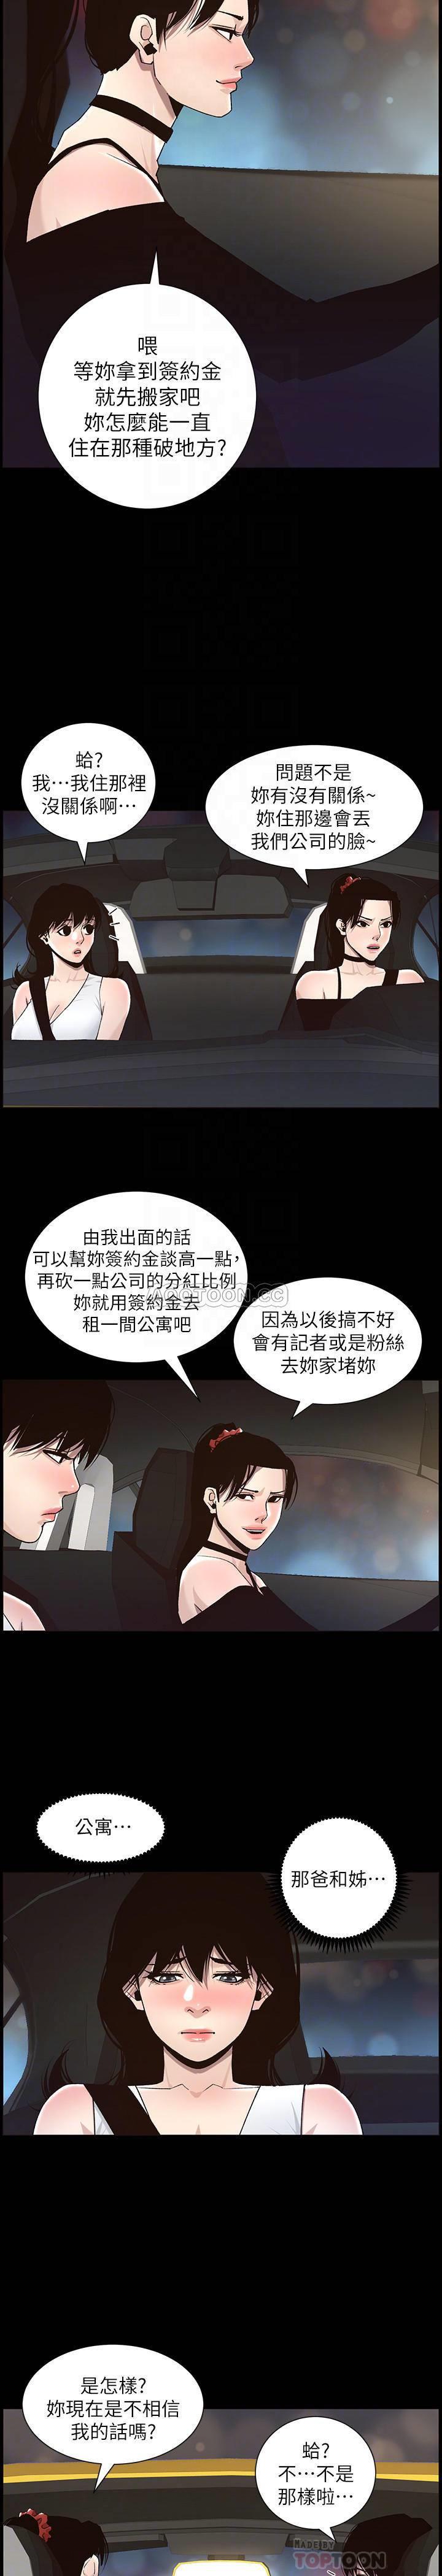 喂
等妳拿到簽約金
就先搬家吧
妳怎麼能一直
住在那種破地方?
蛤?
我⋯我住那裡
沒關係啊⋯
問題不是
妳有沒有關係~
妳住那邊會丟
我們公司的臉~
由我出面的話
可以幫妳簽約金談高一點,
再砍一點公司的分紅比例
妳就用簽約金去
租一間公寓吧
因為以後搞不好
會有記者或是粉絲
去妳家堵妳
公寓⋯
那爸和姊⋯
是怎樣?
妳現在是不相信
我的話嗎?
蛤?
不⋯不是
那樣啦⋯
MADE BY
TOPTOON